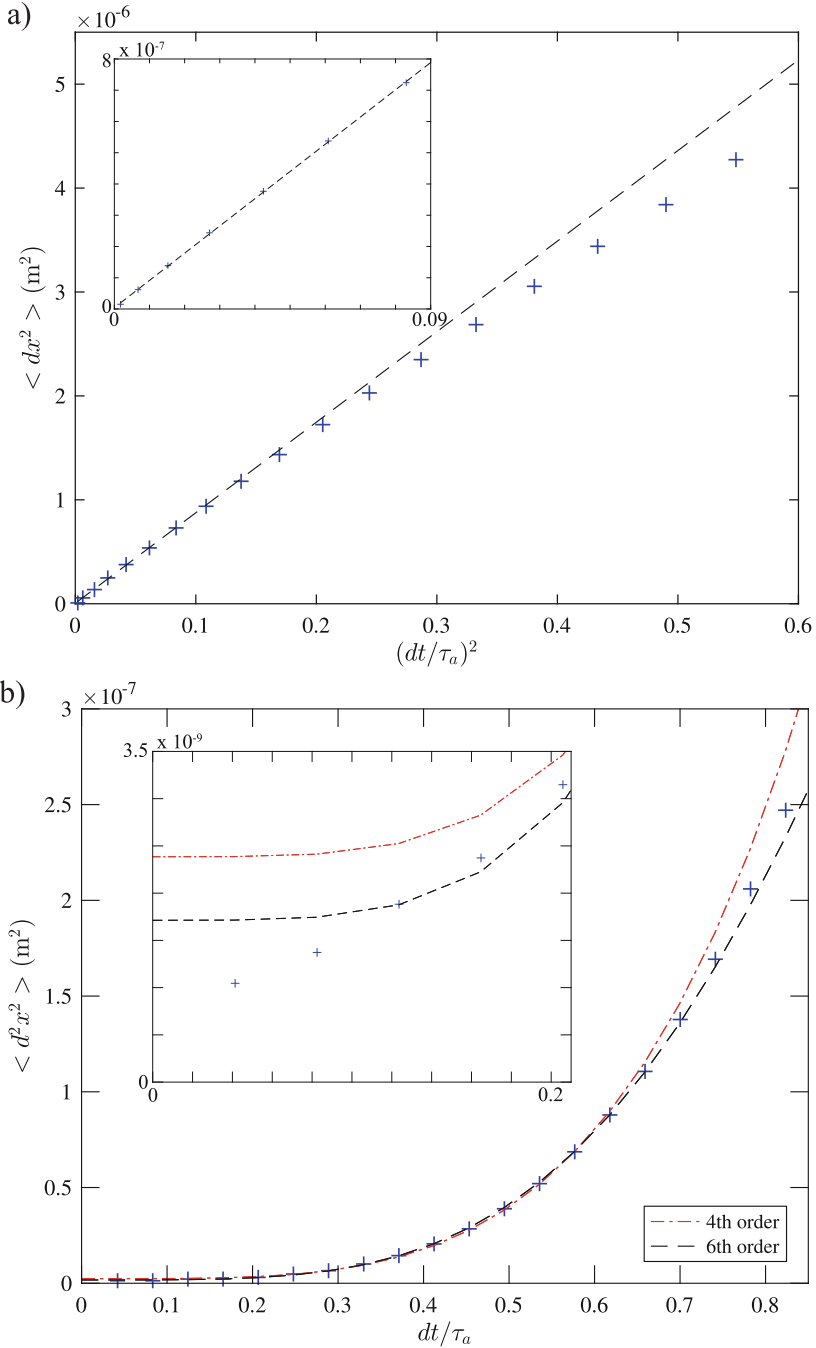 a)
×10⁻⁶
5
4
3
2
1
0
< dx² > (m²)
8 x 10⁻⁷
0
0 0.09
0 0.1 0.2 0.3 0.4 0.5 0.6
(dt/τₐ)²
b)
×10⁻⁷
3
2.5
2
1.5
1
0.5
0
< d²x² > (m²)
3.5 x 10⁻⁹
0
0 0.2
4th order
6th order
0 0.1 0.2 0.3 0.4 0.5 0.6 0.7 0.8
dt/τₐ